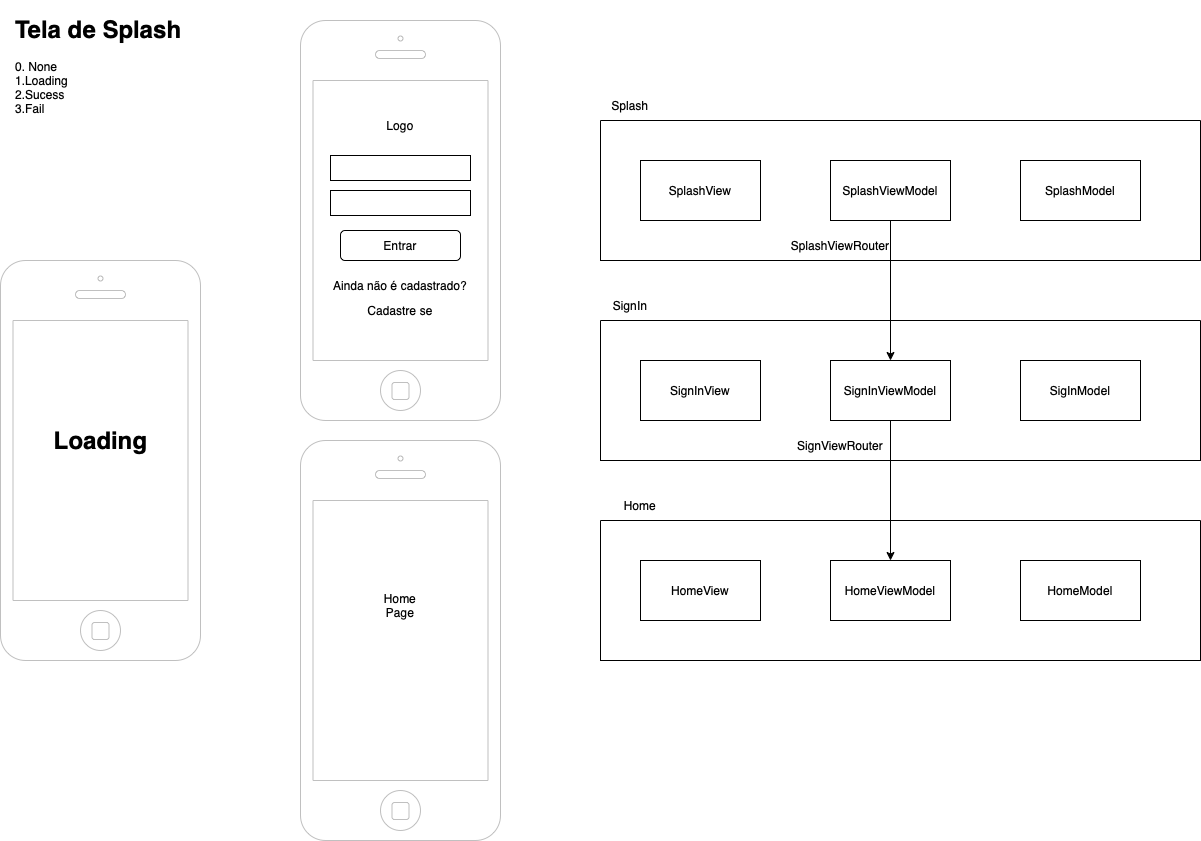 Tela de Splash
0. None
1.Loading
2.Sucess
3.Fail
Loading
Logo
Entrar
Ainda não é cadastrado?
Cadastre se
Home
Page
Splash
SplashView
SplashViewModel
SplashModel
SplashViewRouter
SignIn
SignInView
SignInViewModel
SigInModel
SignViewRouter
Home
HomeView
HomeViewModel
HomeModel